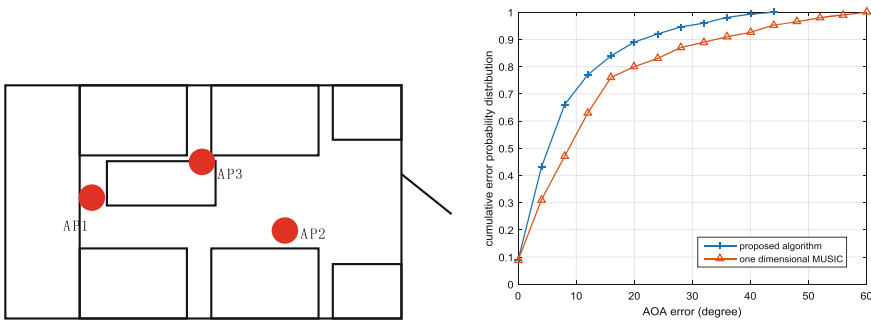 AP3
AP1
AP2
cumulative error probability distribution
1
0.9
0.8
0.7
0.6
0.5
0.4
0.3
0.2
0.1
0
0 10 20 30 40 50 60
AOA error (degree)
proposed algorithm
one dimensional MUSIC